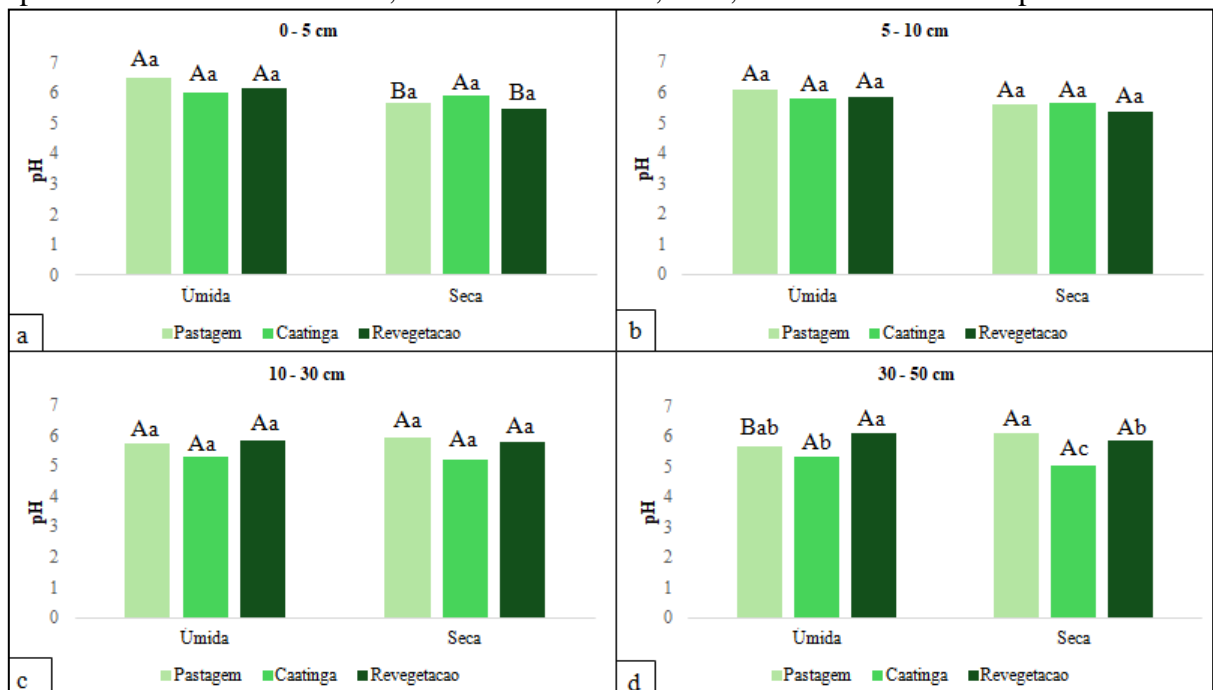 0 - 5 cm
7
6
5
4
3
2
1
0
pH
Aa
Aa
Aa
Ba
Aa
Ba
Úmida
Seca
Pastagem Caatinga Revegetacao
a
5 - 10 cm
7
6
5
4
3
2
1
0
pH
Aa
Aa
Aa
Aa
Aa
Aa
Úmida
Seca
Pastagem Caatinga Revegetacao
b
10 - 30 cm
7
6
5
4
3
2
1
0
pH
Aa
Aa
Aa
Aa
Aa
Aa
Úmida
Seca
Pastagem Caatinga Revegetacao
c
30 - 50 cm
7
6
5
4
3
2
1
0
pH
Bab
Ab
Aa
Aa
Ac
Ab
Úmida
Seca
Pastagem Caatinga Revegetacao
d